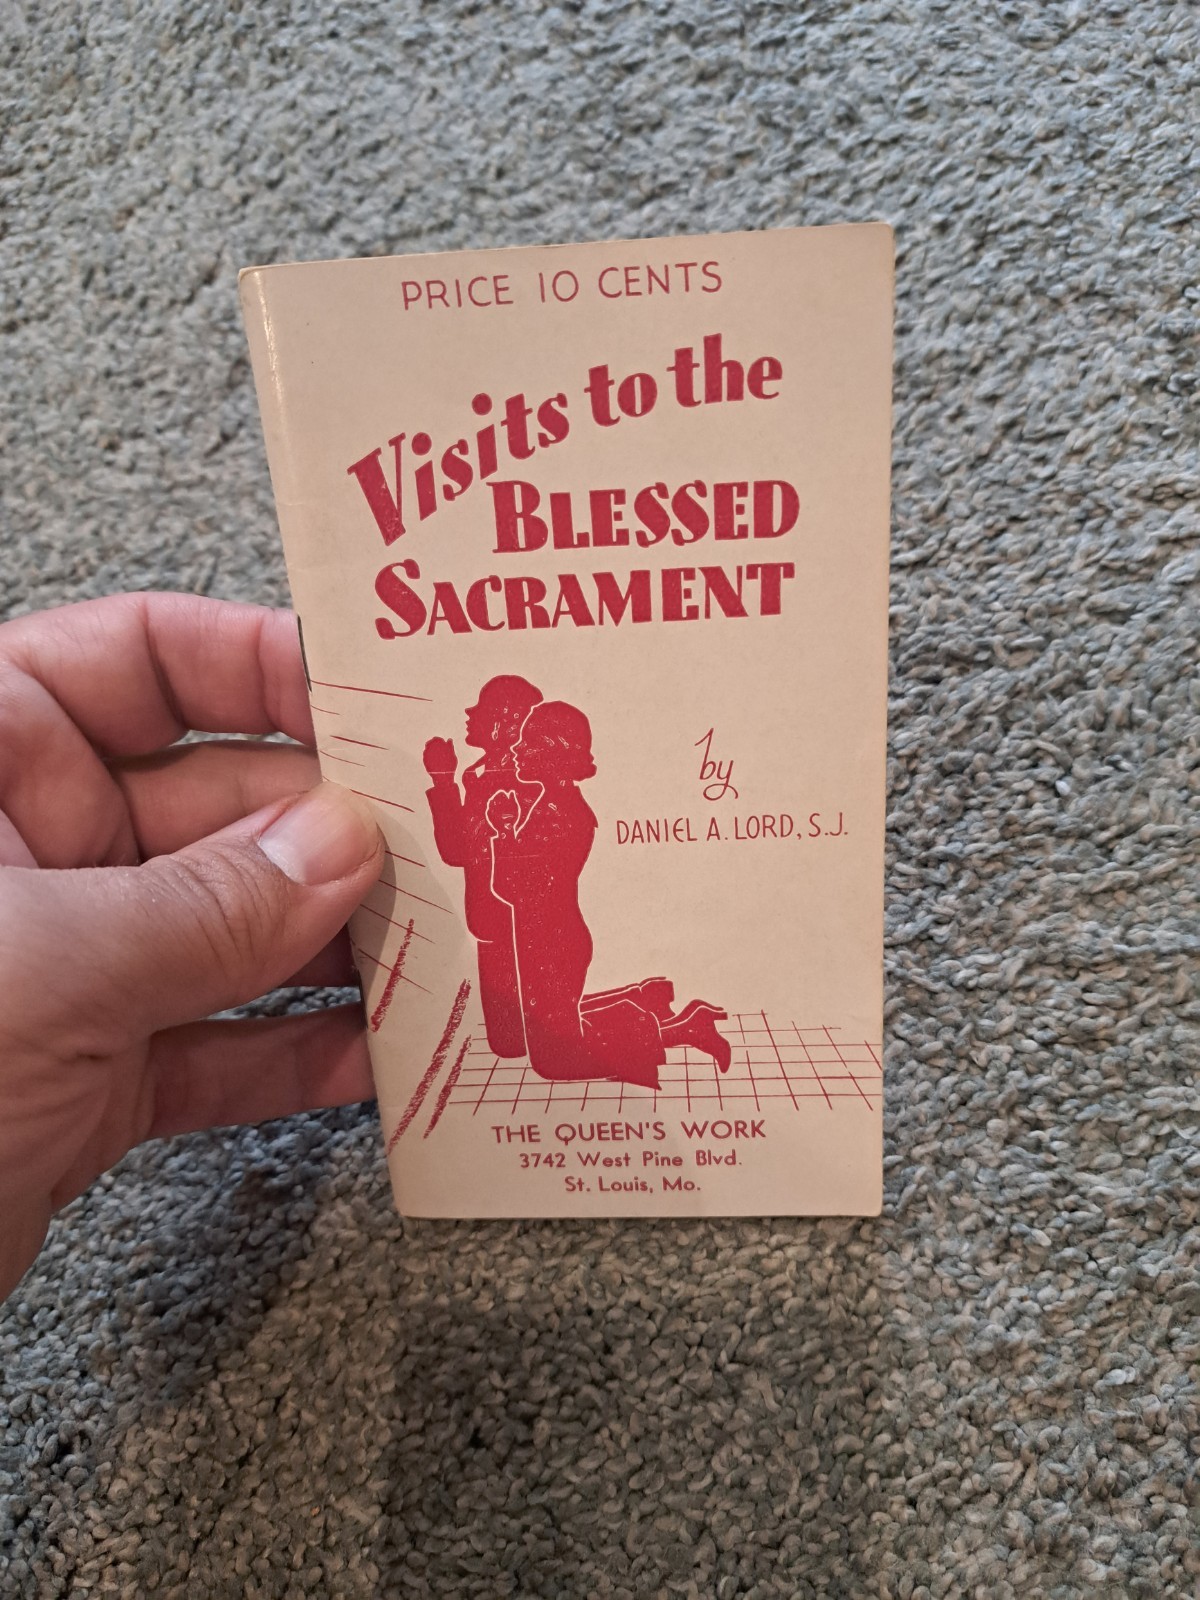 PRICE 10 CENTS
Visits to the
BLESSED
SACRAMENT
by
DANIEL A. LORD, S.J.
THE QUEEN'S WORK
3742 West Pine Blvd.
St. Louis, Mo.